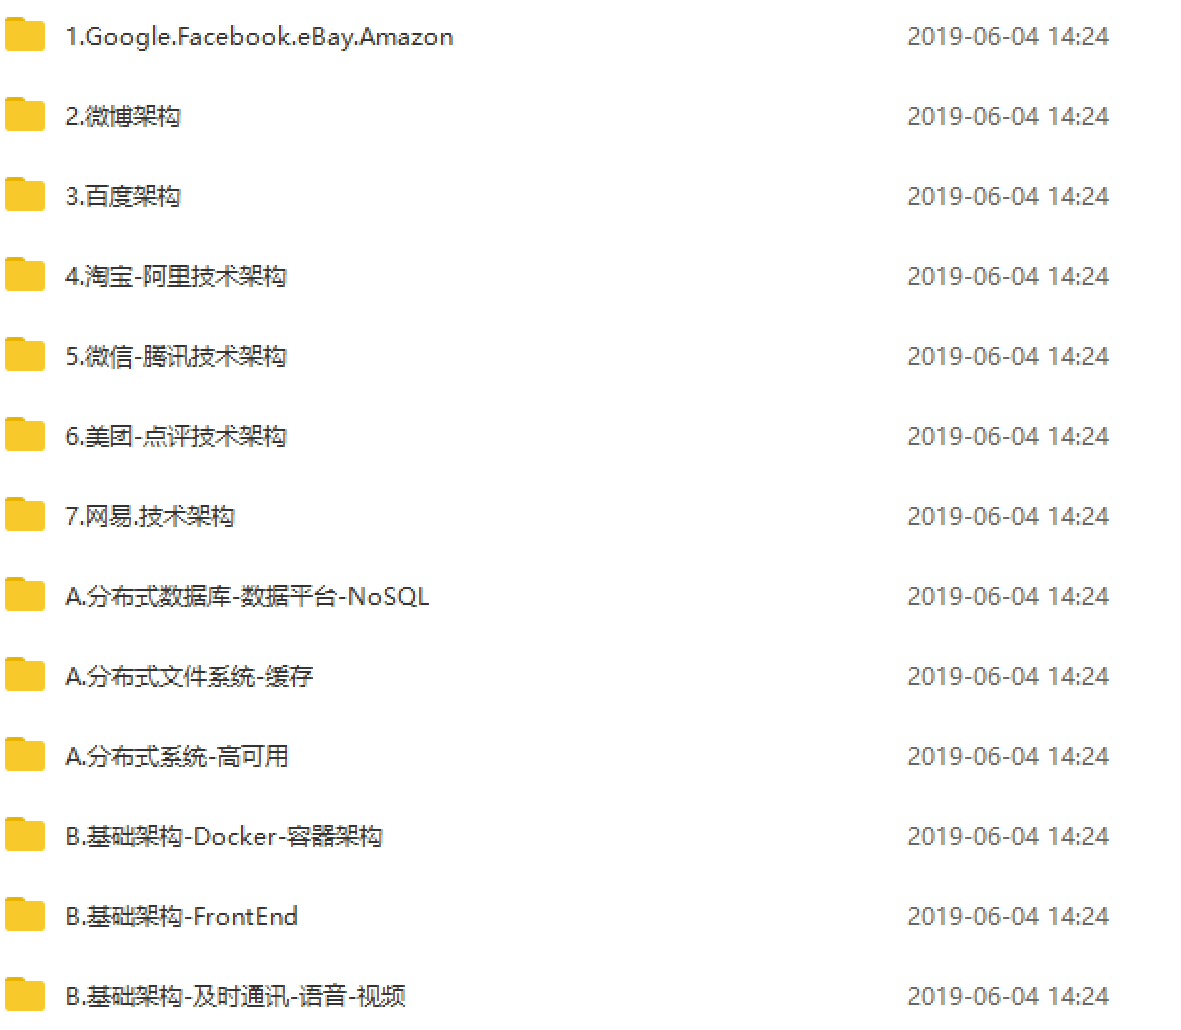 1.Google.Facebook.eBay.Amazon 2019-06-04 14:24
2.微博架构 2019-06-04 14:24
3.百度架构 2019-06-04 14:24
4.淘宝-阿里技术架构 2019-06-04 14:24
5.微信-腾讯技术架构 2019-06-04 14:24
6.美团-点评技术架构 2019-06-04 14:24
7.网易.技术架构 2019-06-04 14:24
A.分布式数据库-数据平台-NoSQL 2019-06-04 14:24
A.分布式文件系统-缓存 2019-06-04 14:24
A.分布式系统-高可用 2019-06-04 14:24
B.基础架构-Docker-容器架构 2019-06-04 14:24
B.基础架构-FrontEnd 2019-06-04 14:24
B.基础架构-及时通讯-语音-视频 2019-06-04 14:24